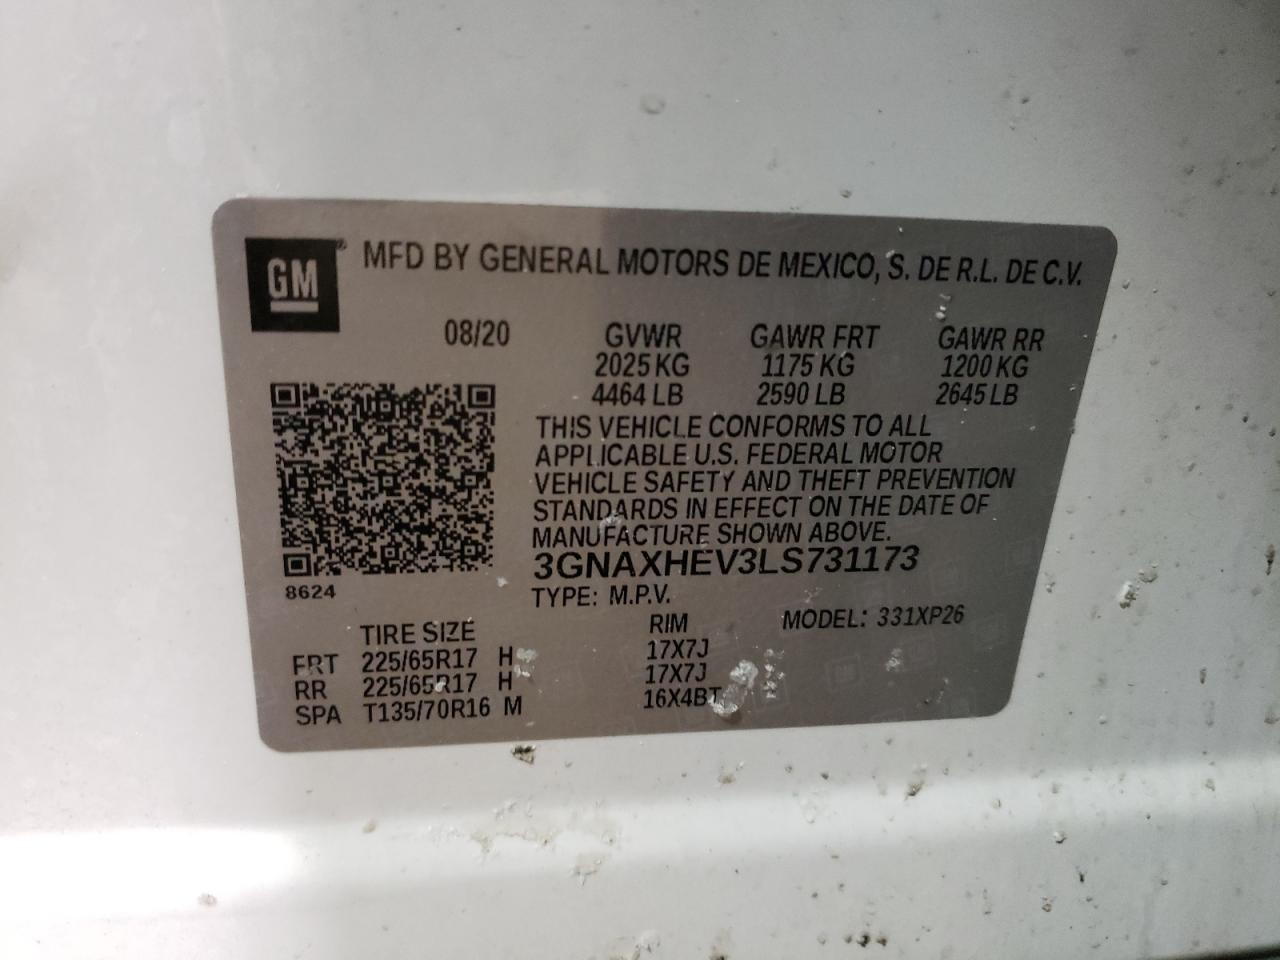 GM ® MFD BY GENERAL MOTORS DE MEXICO, S. DE R.L. DE C.V.
08/20 GVWR GAWR FRT GAWR RR
2025 KG 1175 KG 1200 KG
4464 LB 2590 LB 2645 LB
THIS VEHICLE CONFORMS TO ALL
APPLICABLE U.S. FEDERAL MOTOR
VEHICLE SAFETY AND THEFT PREVENTION
STANDARDS IN EFFECT ON THE DATE OF
MANUFACTURE SHOWN ABOVE.
3GNAXHEV3LS731173
8624
TYPE: M.P.V.
MODEL: 331XP26
TIRE SIZE RIM
FRT 225/65R17 H 17X7J
RR 225/65R17 H 17X7J
SPA T135/70R16 M 16X4BT